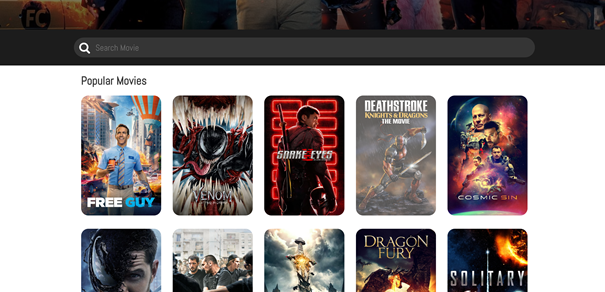 FC
Search Movie
Popular Movies
FREE GUY
VENOM
SNAKE EYES
DEATHSTROKE
KNIGHTS & DRAGONS
THE MOVIE
COSMIC SIN
DRAGON
FURY
SOLITARY